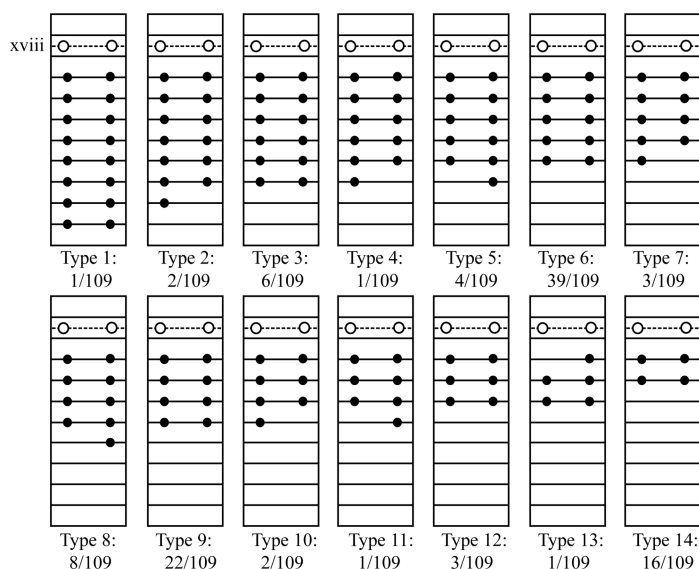 xviii
Type 1: Type 2: Type 3: Type 4: Type 5: Type 6: Type 7:
1/109 2/109 6/109 1/109 4/109 39/109 3/109
Type 8: Type 9: Type 10: Type 11: Type 12: Type 13: Type 14:
8/109 22/109 2/109 1/109 3/109 1/109 16/109